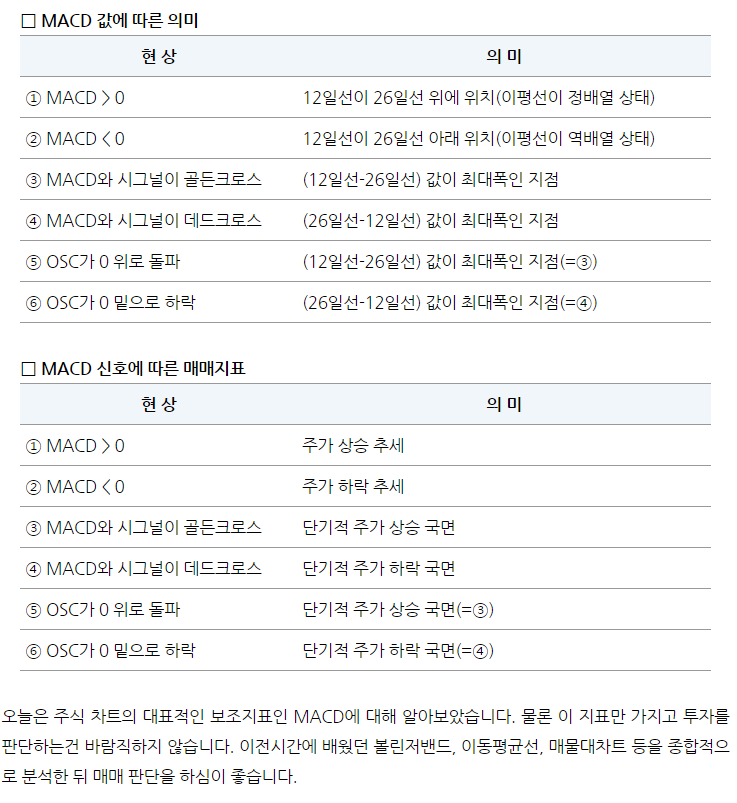 □ MACD 값에 따른 의미
현 상 의 미
① MACD > 0 12일선이 26일선 위에 위치(이평선이 정배열 상태)
② MACD < 0 12일선이 26일선 아래 위치(이평선이 역배열 상태)
③ MACD와 시그널이 골든크로스 (12일선-26일선) 값이 최대폭인 지점
④ MACD와 시그널이 데드크로스 (26일선-12일선) 값이 최대폭인 지점
⑤ OSC가 0 위로 돌파 (12일선-26일선) 값이 최대폭인 지점(=③)
⑥ OSC가 0 밑으로 하락 (26일선-12일선) 값이 최대폭인 지점(=④)
□ MACD 신호에 따른 매매지표
현 상 의 미
① MACD > 0 주가 상승 추세
② MACD < 0 주가 하락 추세
③ MACD와 시그널이 골든크로스 단기적 주가 상승 국면
④ MACD와 시그널이 데드크로스 단기적 주가 하락 국면
⑤ OSC가 0 위로 돌파 단기적 주가 상승 국면(=③)
⑥ OSC가 0 밑으로 하락 단기적 주가 하락 국면(=④)
오늘은 주식 차트의 대표적인 보조지표인 MACD에 대해 알아보았습니다. 물론 이 지표만 가지고 투자를
판단하는건 바람직하지 않습니다. 이전시간에 배웠던 볼린저밴드, 이동평균선, 매물대차트 등을 종합적으
로 분석한 뒤 매매 판단을 하심이 좋습니다.